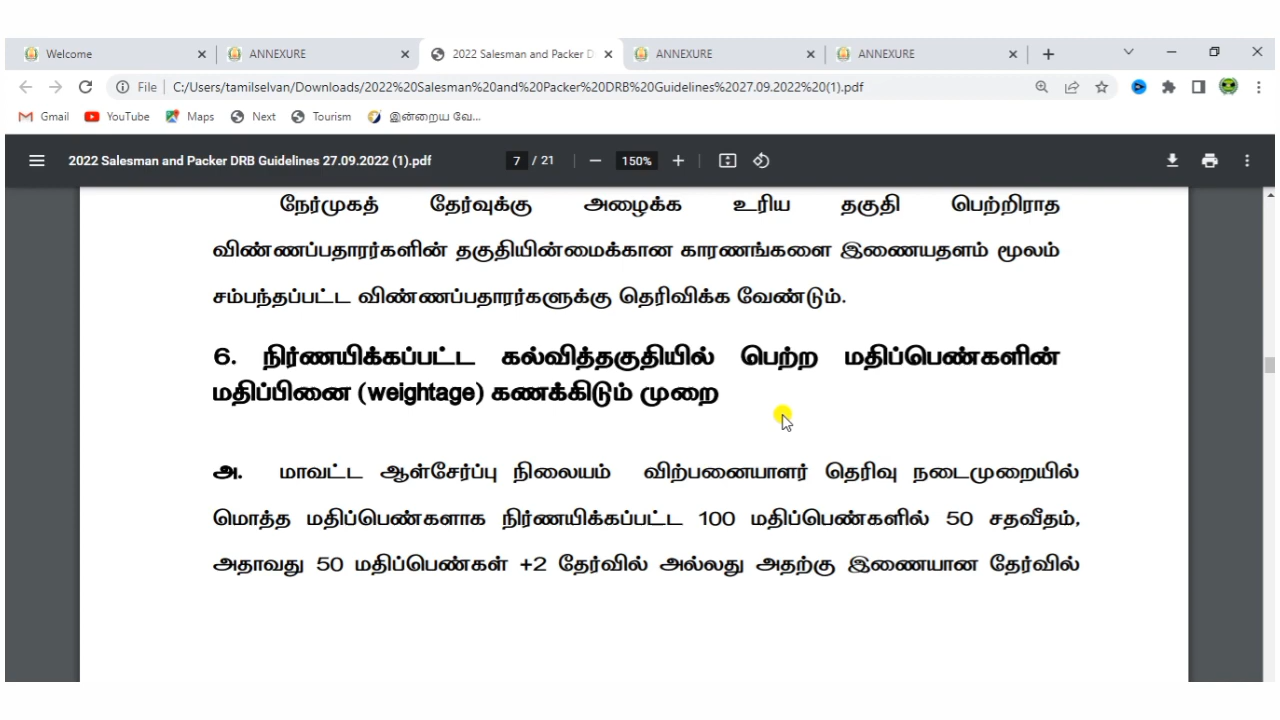 Welcome
ANNEXURE
2022 Salesman and Packer D
ANNEXURE
ANNEXURE
File
C:/Users/tamilselvan/Downloads/2022%20Salesman%20and%20Packer%20DRB%20Guidelines%2027.09.2022%20(1).pdf
Gmail
YouTube
Maps
Next
Tourism
இன்றைய வே...
2022 Salesman and Packer DRB Guidelines 27.09.2022 (1).pdf
7 / 21
150%
நேர்முகத் தேர்வுக்கு அழைக்க உரிய தகுதி பெற்றிராத
விண்ணப்பதாரர்களின் தகுதியின்மைக்கான காரணங்களை இணையதளம் மூலம்
சம்பந்தப்பட்ட விண்ணப்பதாரர்களுக்கு தெரிவிக்க வேண்டும்.
6. நிர்ணயிக்கப்பட்ட கல்வித்தகுதியில் பெற்ற மதிப்பெண்களின்
மதிப்பினை (weightage) கணக்கிடும் முறை
அ. மாவட்ட ஆள்சேர்ப்பு நிலையம் விற்பனையாளர் தெரிவு நடைமுறையில்
மொத்த மதிப்பெண்களாக நிர்ணயிக்கப்பட்ட 100 மதிப்பெண்களில் 50 சதவீதம்,
அதாவது 50 மதிப்பெண்கள் +2 தேர்வில் அல்லது அதற்கு இணையான தேர்வில்